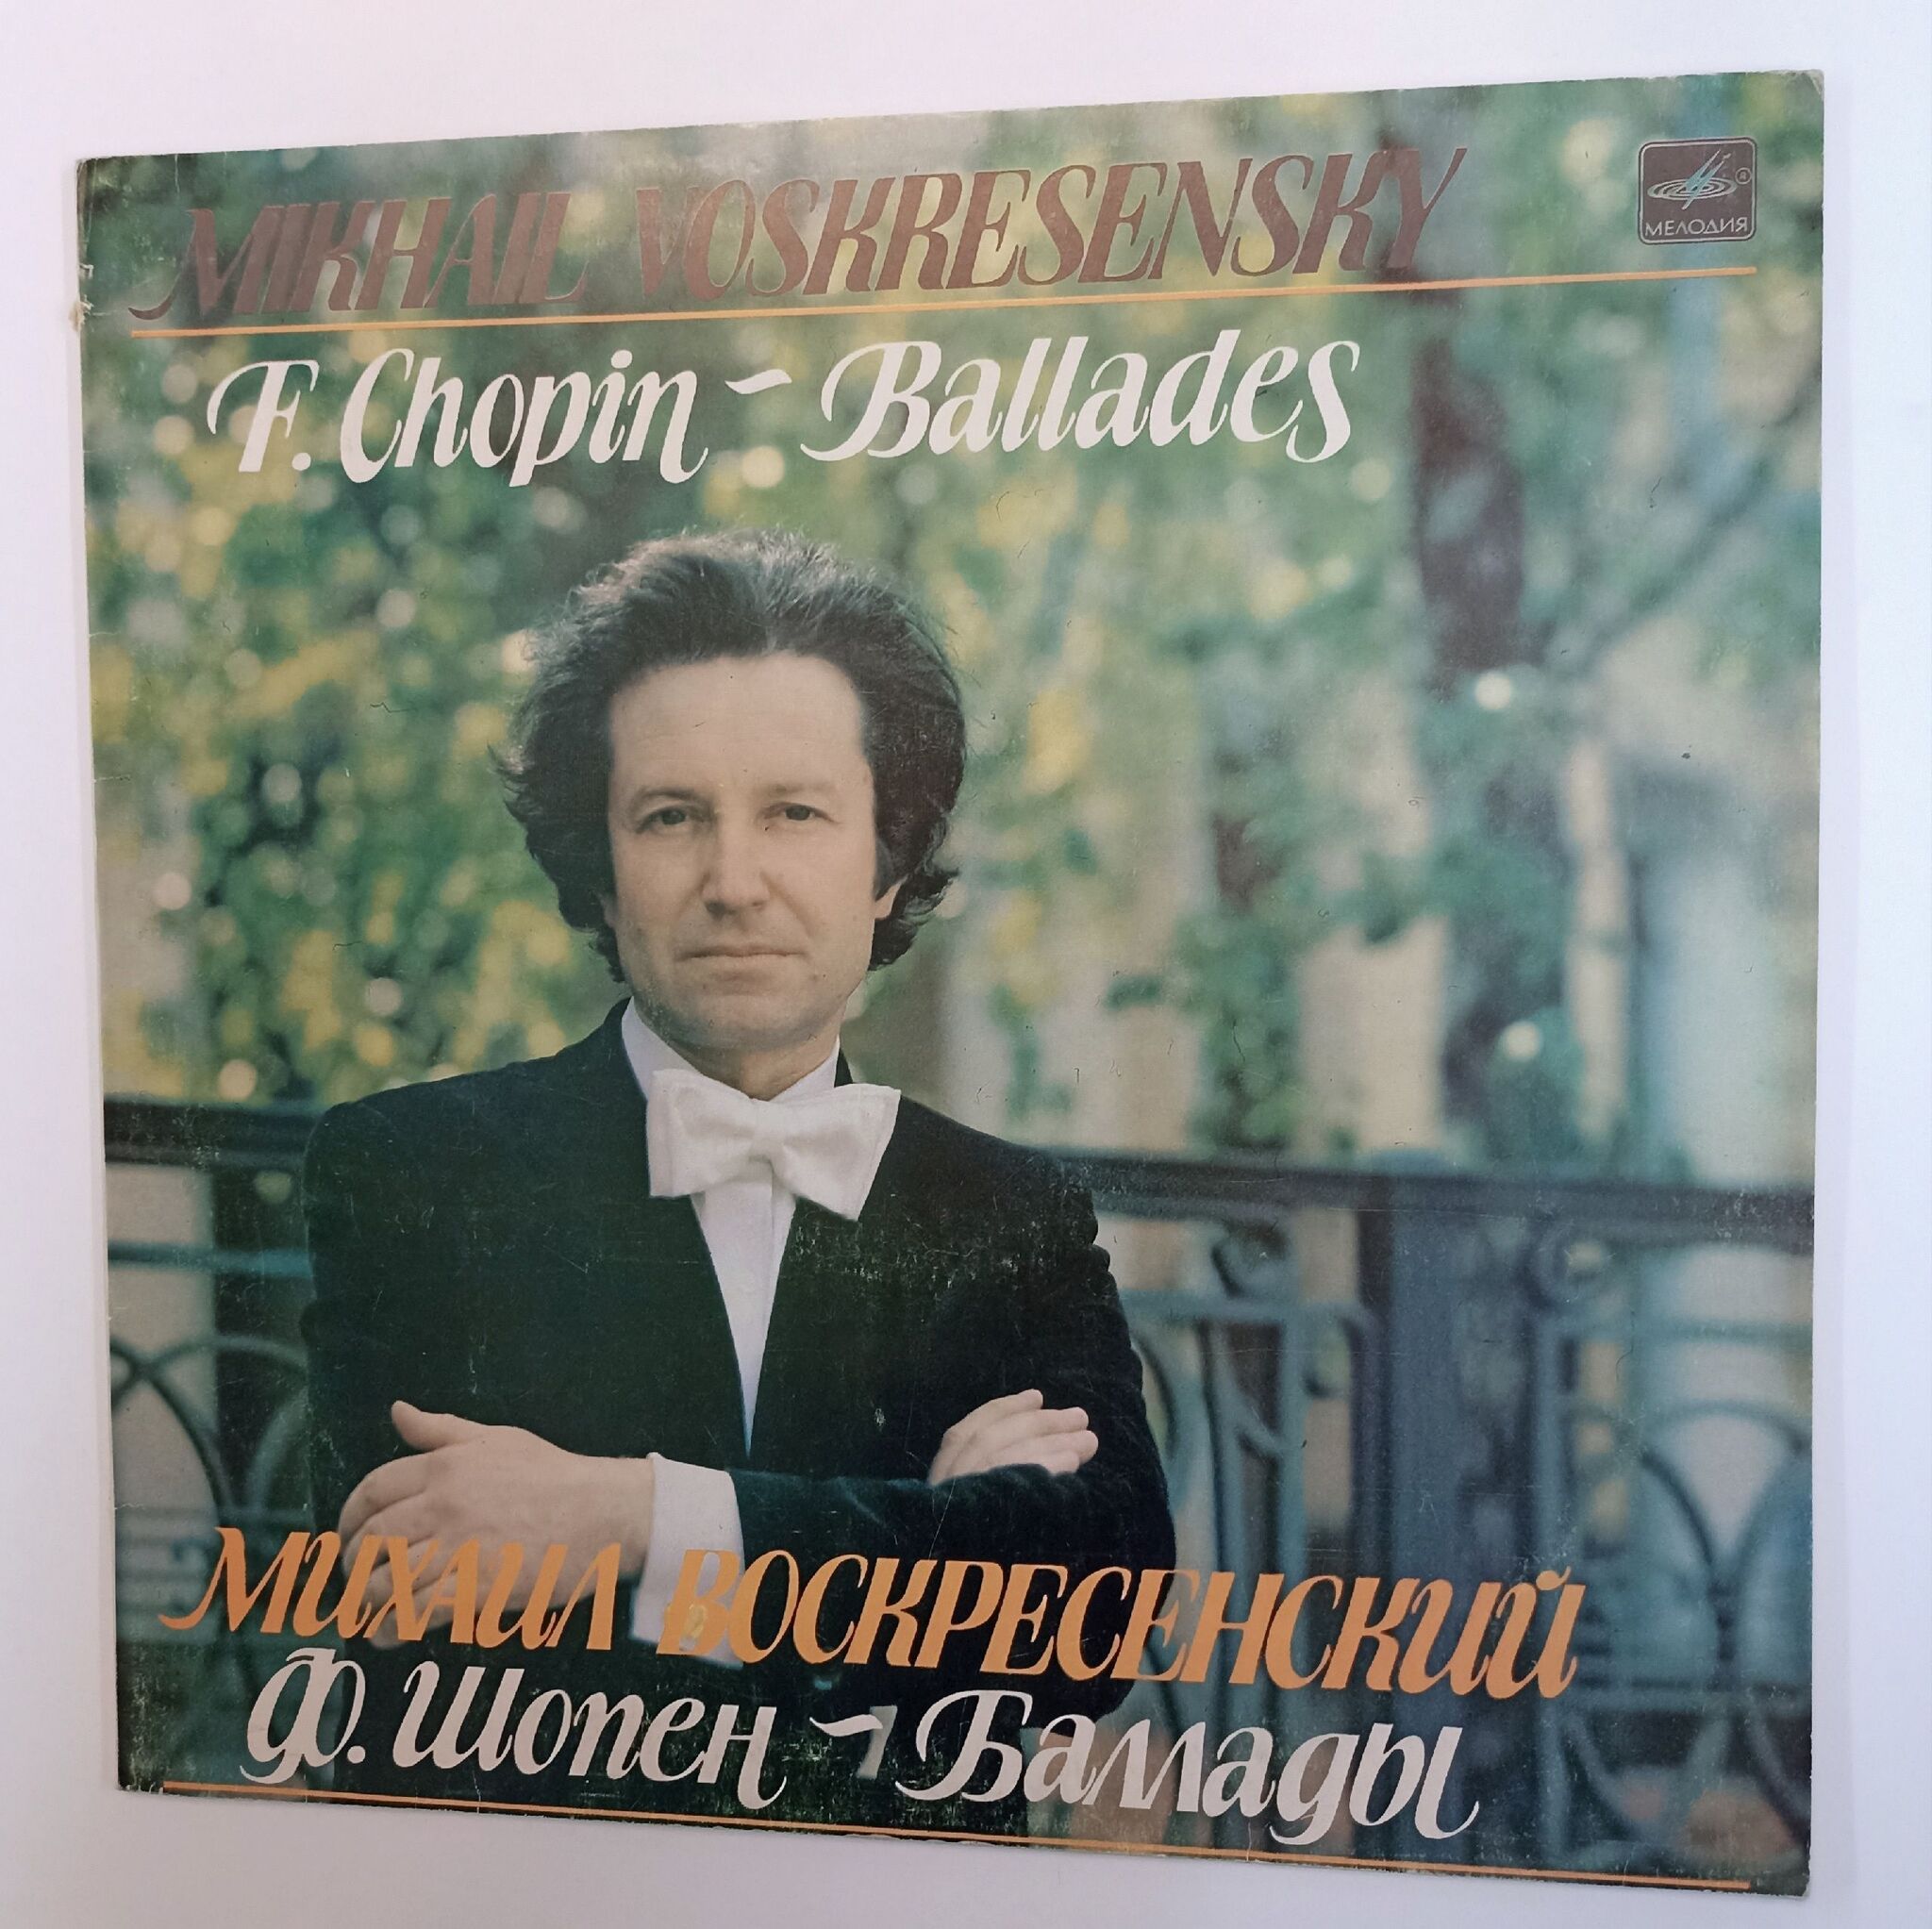 MIKHAIL VOSKRESENSKY
МЕЛОДИЯ
F. Chopin - Ballades
МИХАИЛ ВОСКРЕСЕНСКИЙ
Ф. Шопен - Баллады